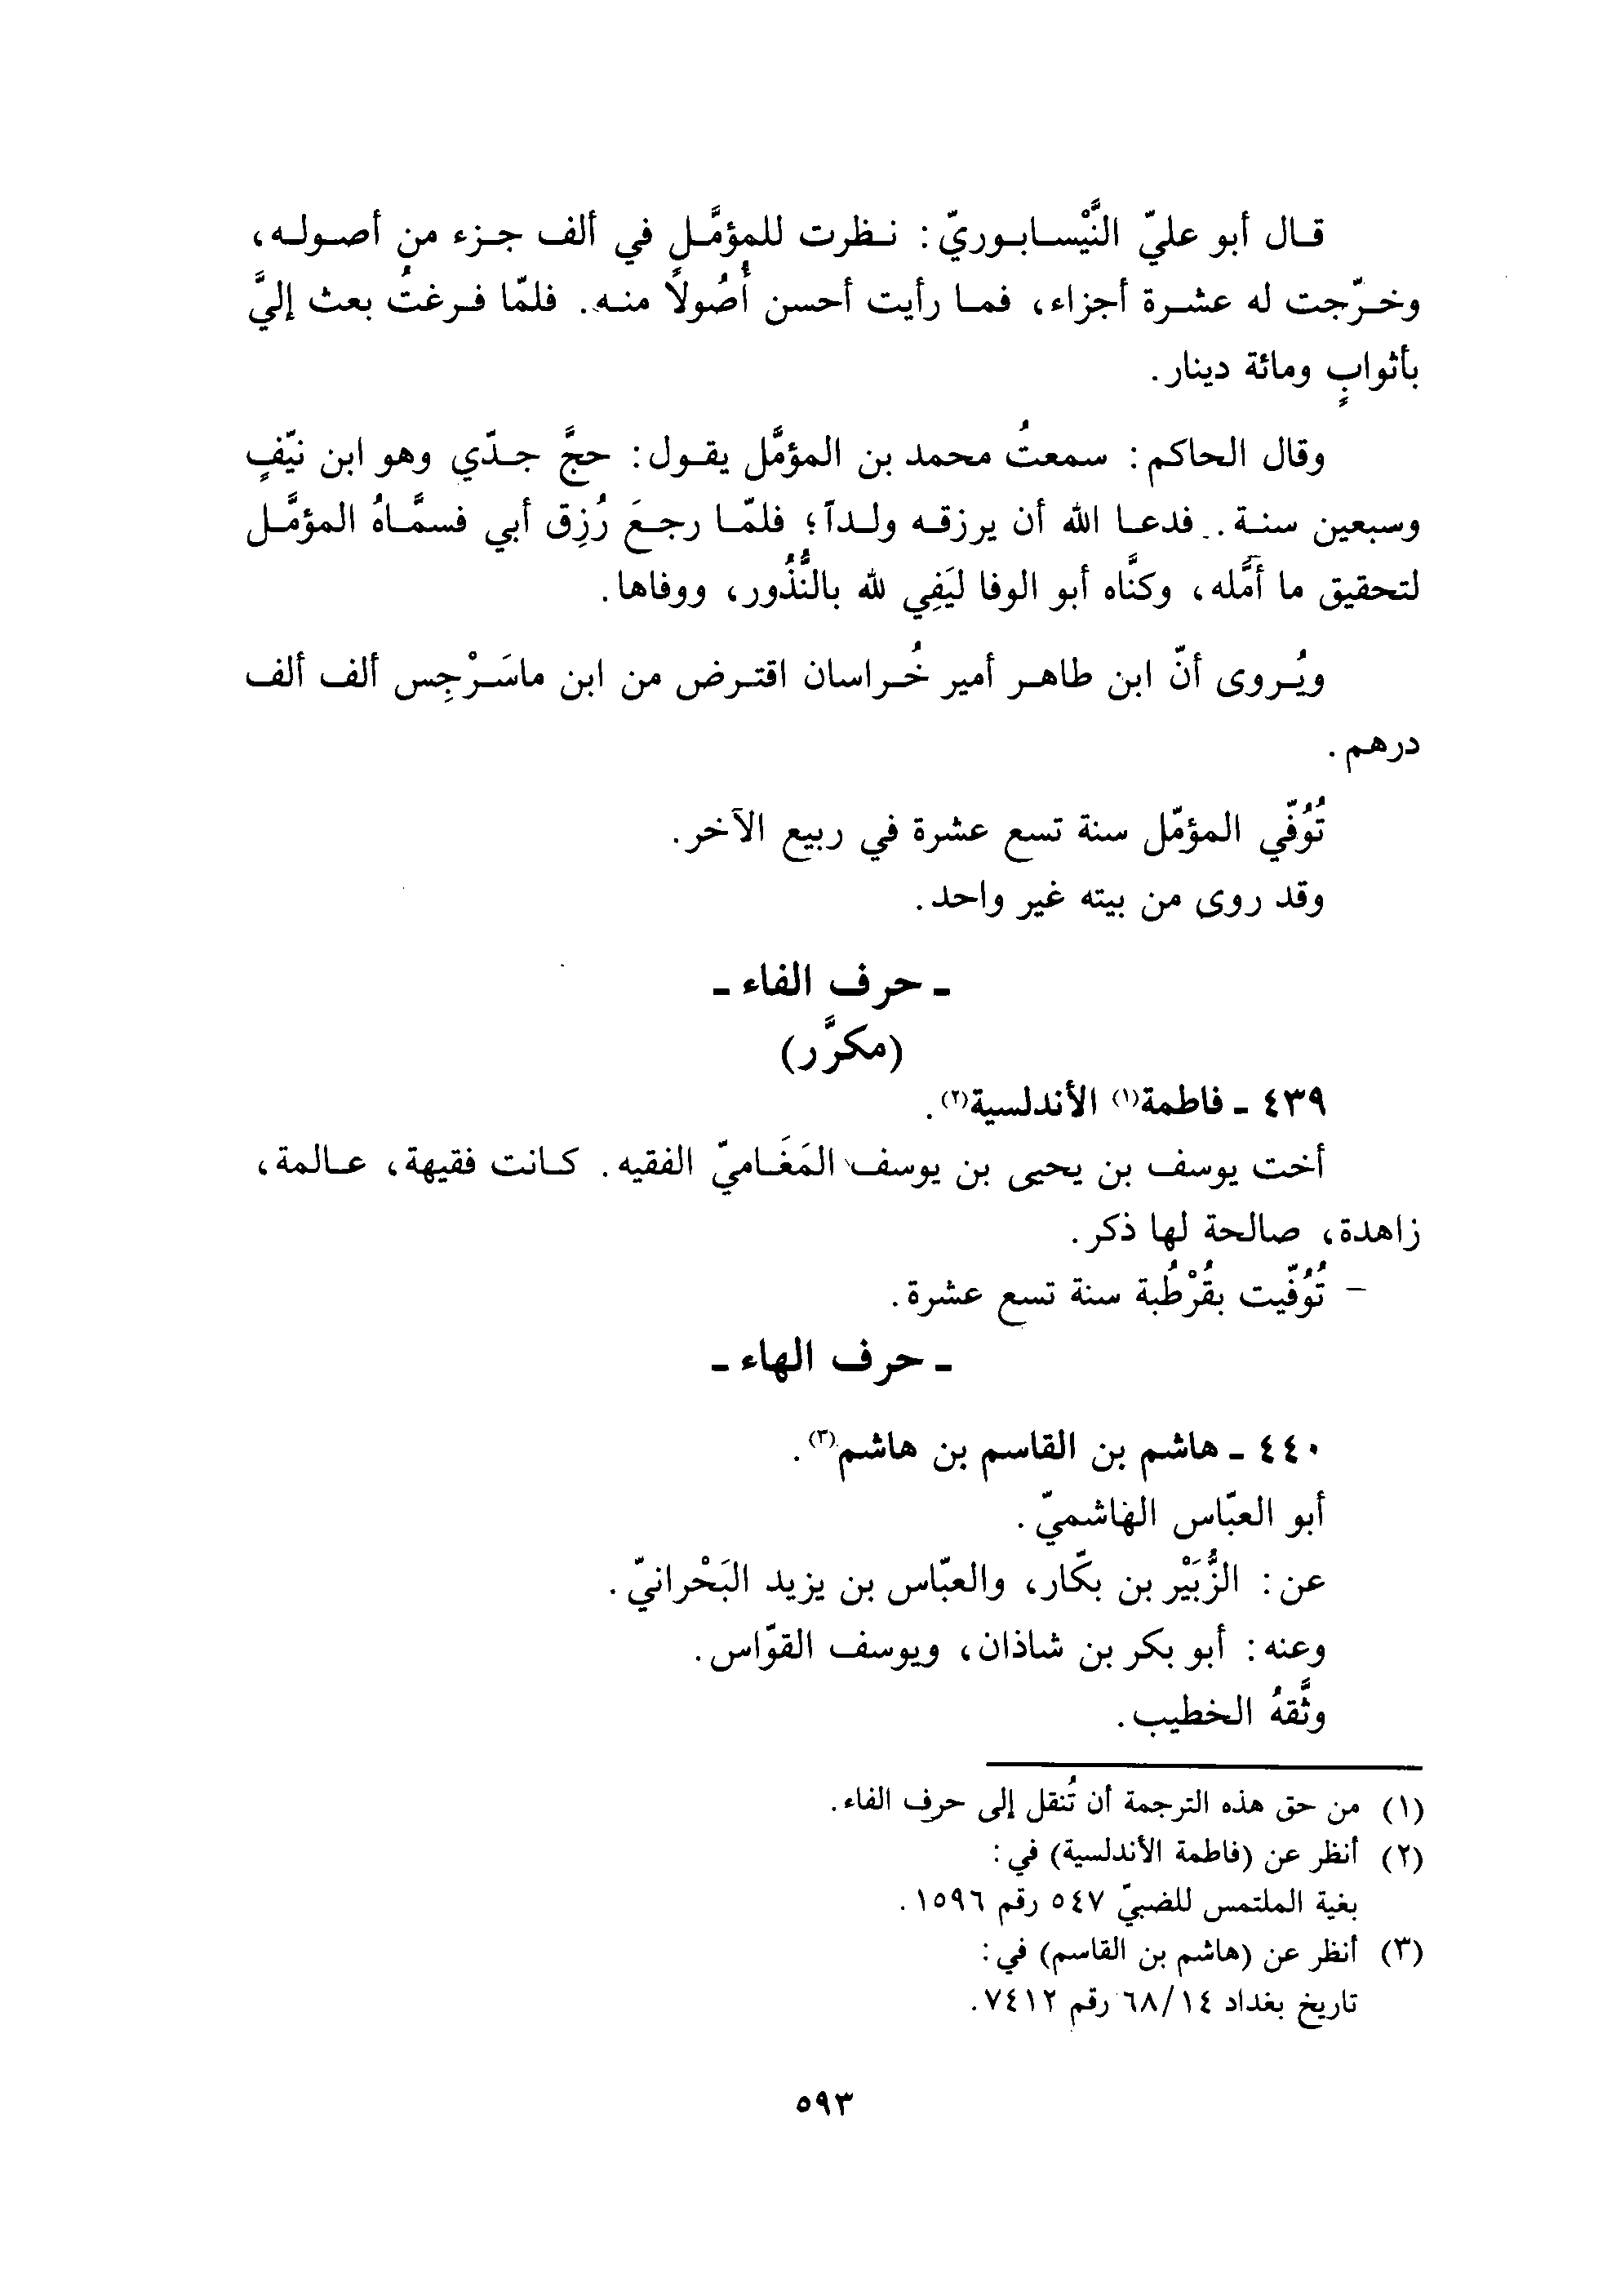 قال أبو عليّ النَّيْسابوريّ: نظرت للمؤمَّل في ألف جزء من أصوله،
وخرّجت له عشرة أجزاء، فما رأيت أحسن أُصُولاً منه. فلمّا فرغتُ بعث إليَّ
بأثوابٍ ومائة دينار.
وقال الحاكم: سمعتُ محمد بن المؤمَّل يقول: حجَّ جدّي وهو ابن نيّفٍ
وسبعين سنة. فدعا الله أن يرزقه ولداً؛ فلمّا رجعَ رُزِق أبي فسمَّاهُ المؤمَّل
لتحقيق ما أمَّله، وكنَّاه أبو الوفا ليَفِي لله بالنُّذُور، ووفاها.
ويُروى أنّ ابن طاهر أمير خُراسان اقترض من ابن ماسَرْجِس ألف ألف
درهم.
تُوُفّي المؤمّل سنة تسع عشرة في ربيع الآخر.
وقد روى من بيته غير واحد.
ـ حرف الفاء ـ
(مكرَّر)
٤٣٩ ـ فاطمة(١) الأندلسية(٢).
أخت يوسف بن يحيى بن يوسف المَغَاميّ الفقيه. كانت فقيهة، عالمة،
زاهدة، صالحة لها ذكر.
– تُوُفّيت بقُرْطُبة سنة تسع عشرة.
ـ حرف الهاء ـ
٤٤٠ ـ هاشم بن القاسم بن هاشم(٣).
أبو العبّاس الهاشميّ.
عن: الزُّبَيْر بن بكّار، والعبّاس بن يزيد البَحْرانيّ.
وعنه: أبو بكر بن شاذان، ويوسف القوّاس.
وثَّقهُ الخطيب.
(١) من حق هذه الترجمة أن تُنقل إلى حرف الفاء.
(٢) أنظر عن (فاطمة الأندلسية) في:
بغية الملتمس للضبيّ ٥٤٧ رقم ١٥٩٦.
(٣) أنظر عن (هاشم بن القاسم) في:
تاريخ بغداد ٦٨/١٤ رقم ٧٤١٢.
٥٩٣